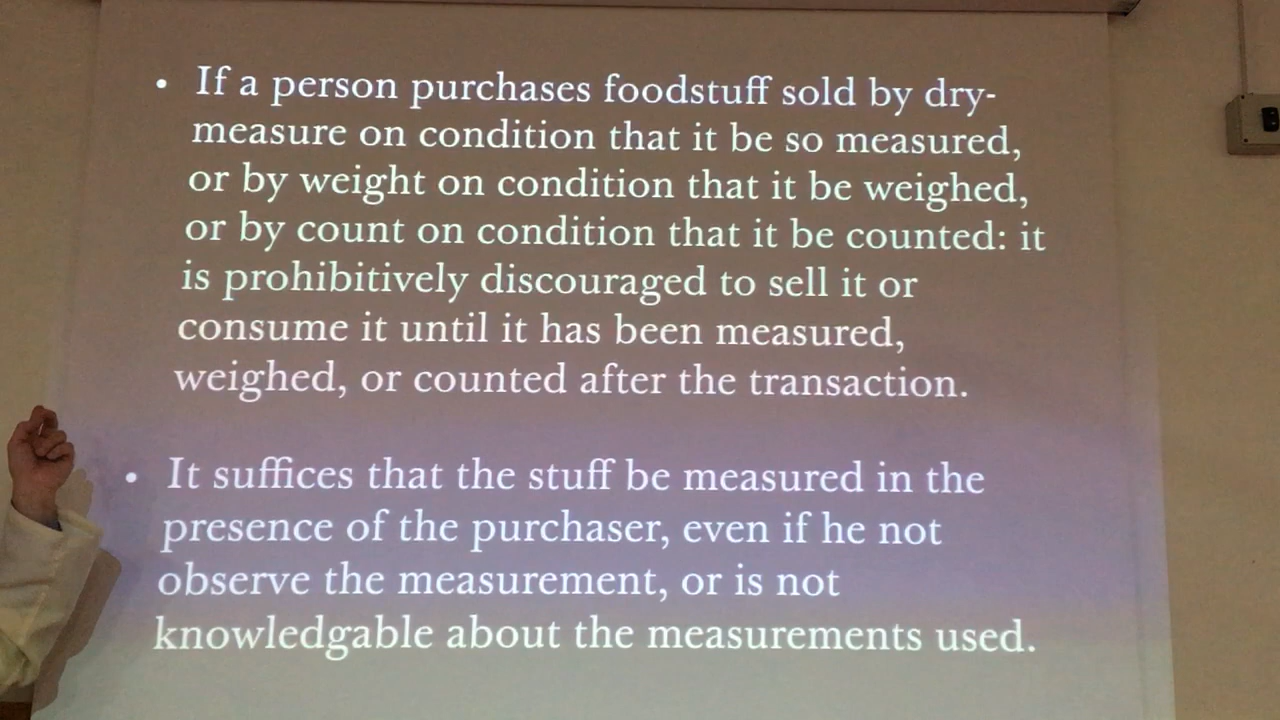 • If a person purchases foodstuff sold by dry-
measure on condition that it be so measured,
or by weight on condition that it be weighed,
or by count on condition that it be counted: it
is prohibitively discouraged to sell it or
consume it until it has been measured,
weighed, or counted after the transaction.
• It suffices that the stuff be measured in the
presence of the purchaser, even if he not
observe the measurement, or is not
knowledgable about the measurements used.